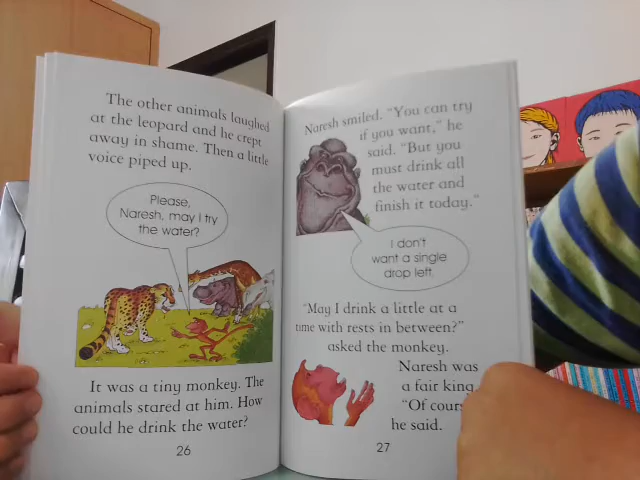 The other animals laughed
at the leopard and he crept
away in shame. Then a little
voice piped up.
Please,
Naresh, may I try
the water?
It was a tiny monkey. The
animals stared at him. How
could he drink the water?
26
Naresh smiled. “You can try
if you want,” he
said. “But you
must drink all
the water and
finish it today.”
I don't
want a single
drop left.
“May I drink a little at a
time with rests in between?”
asked the monkey.
Naresh was
a fair king.
“Of
he said.
27